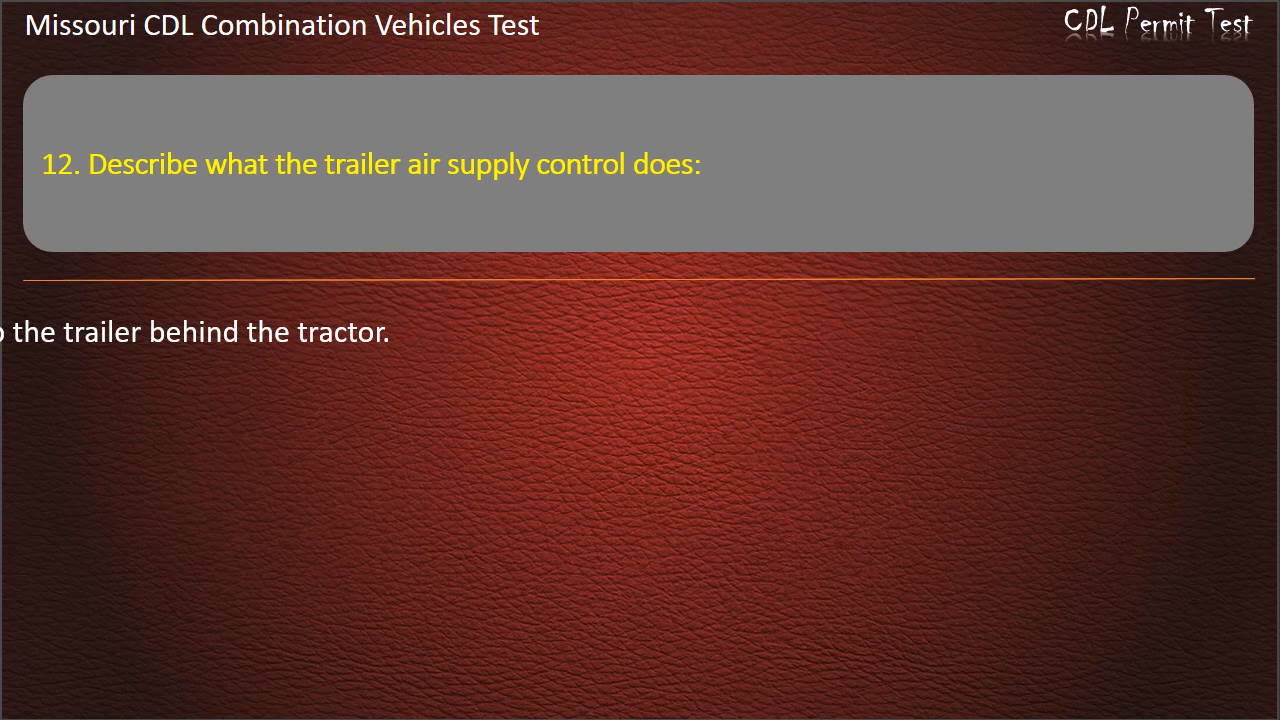 Missouri CDL Combination Vehicles Test
CDL Permit Test
12. Describe what the trailer air supply control does:
the trailer behind the tractor.